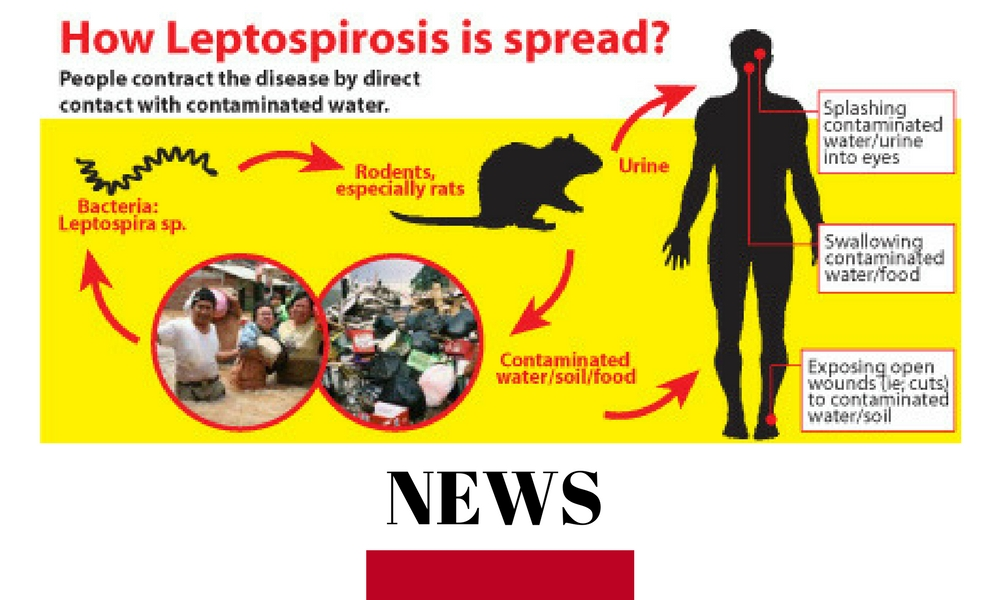 How Leptospirosis is spread?
People contract the disease by direct
contact with contaminated water.
Bacteria:
Leptospira sp.
Rodents,
especially rats
Urine
Contaminated
water/soil/food
Splashing
contaminated
water/urine
into eyes
Swallowing
contaminated
water/food
Exposing open
wounds (ie; cuts)
to contaminated
water/soil
NEWS